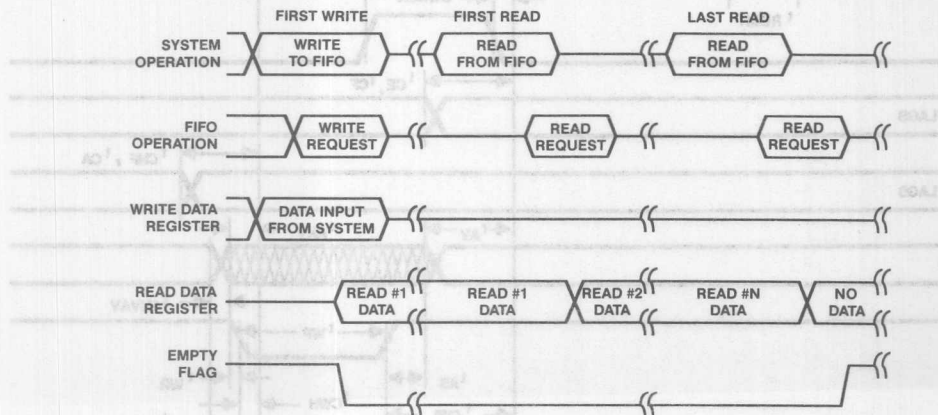 FIRST WRITE
FIRST READ
LAST READ
SYSTEM
OPERATION
WRITE
TO FIFO
READ
FROM FIFO
READ
FROM FIFO
FIFO
OPERATION
WRITE
REQUEST
READ
REQUEST
READ
REQUEST
WRITE DATA
REGISTER
DATA INPUT
FROM SYSTEM
READ DATA
REGISTER
READ #1
DATA
READ #1
DATA
READ #2
DATA
READ #N
DATA
NO
DATA
EMPTY
FLAG